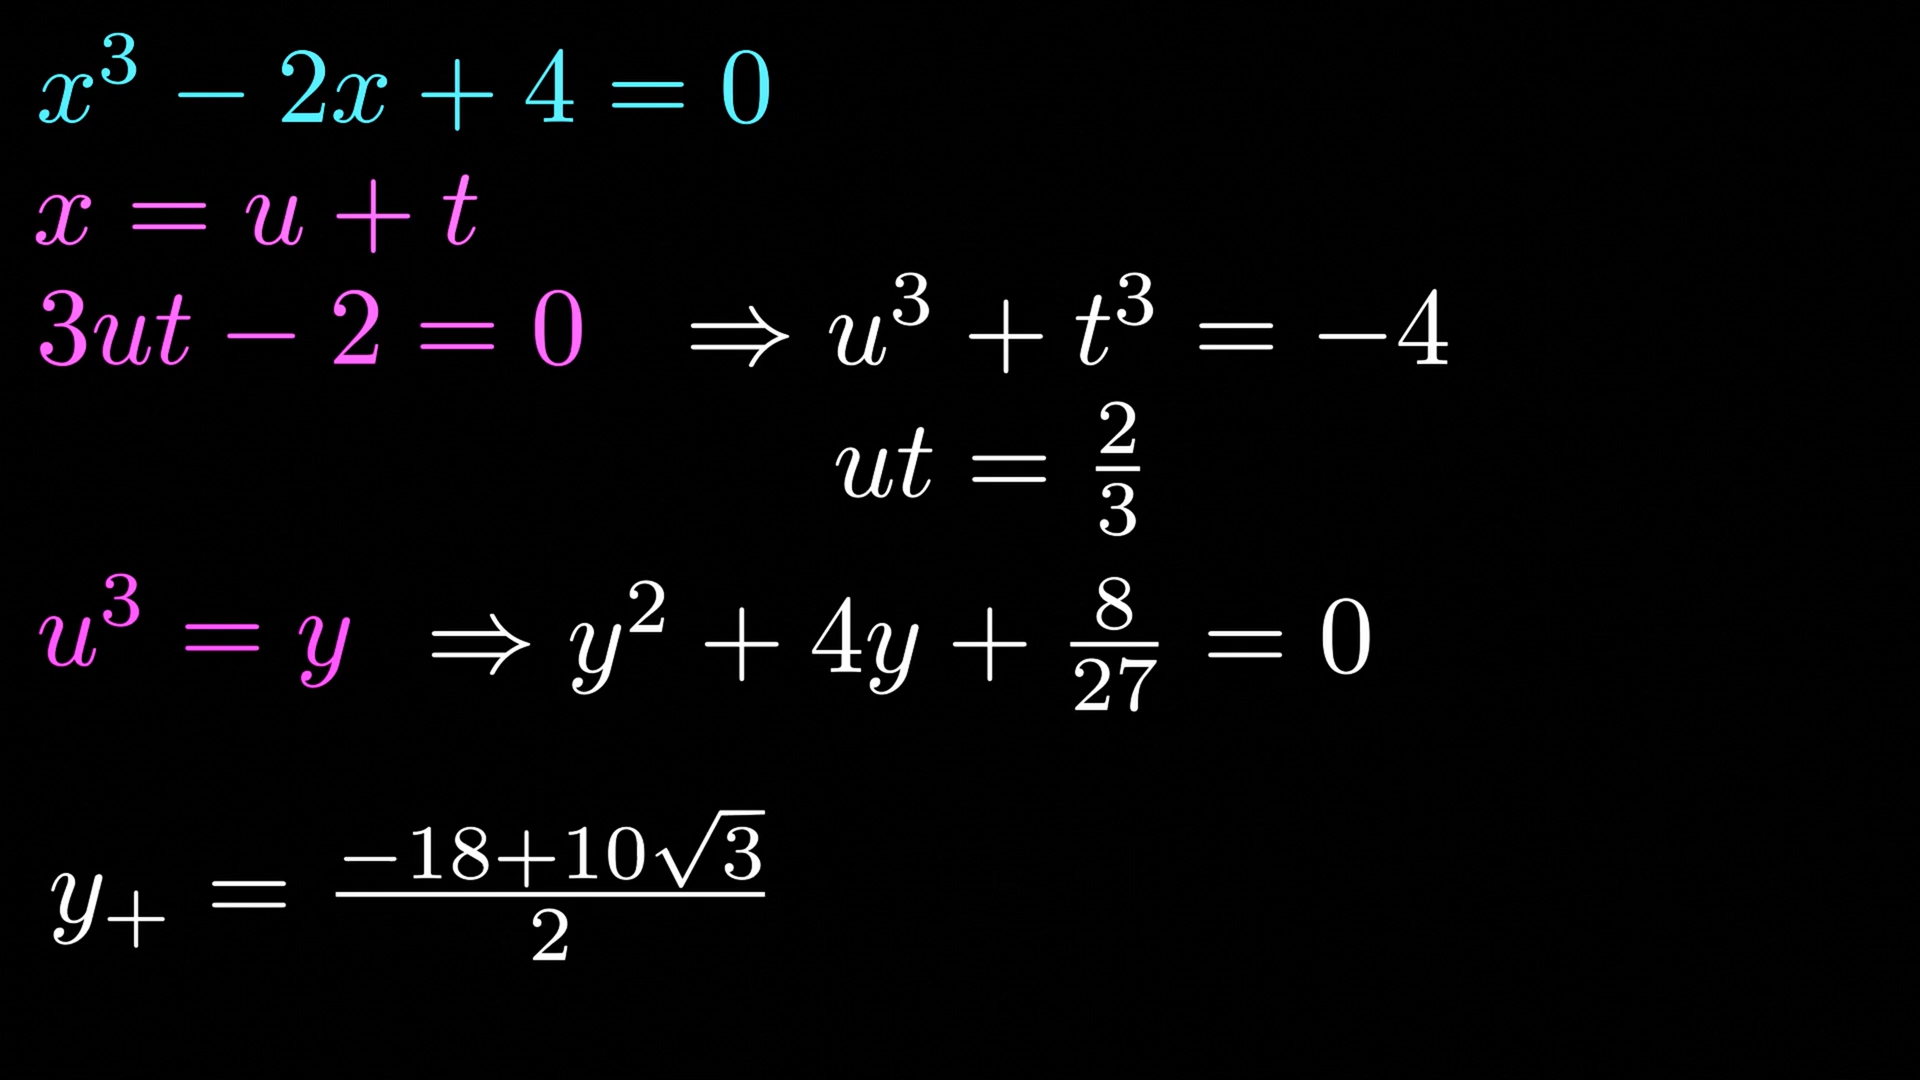 x³ − 2x + 4 = 0
x = u + t
3ut − 2 = 0 ⇒ u³ + t³ = −4
ut = 2/3
u³ = y ⇒ y² + 4y + 8/27 = 0
y₊ = (−18+10√3)/2